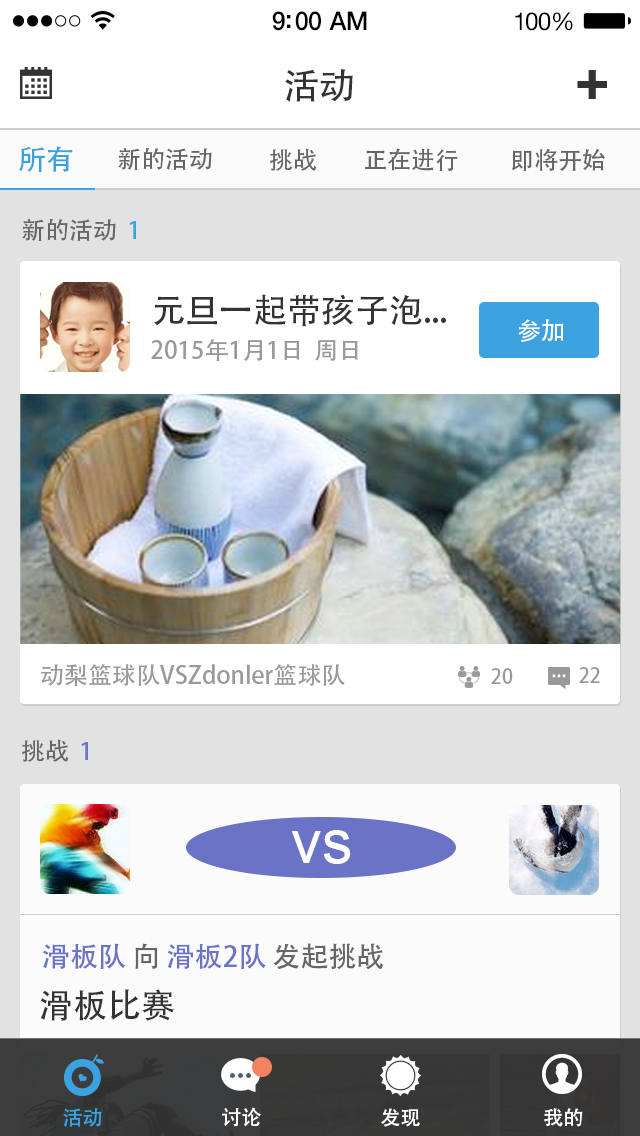 9:00 AM 100%
活动
所有 新的活动 挑战 正在进行 即将开始
新的活动 1
元旦一起带孩子泡...
参加
2015年1月1日 周日
动梨篮球队VSZdonler篮球队 20 22
挑战 1
VS
滑板队 向 滑板2队 发起挑战
滑板比赛
活动 讨论 发现 我的